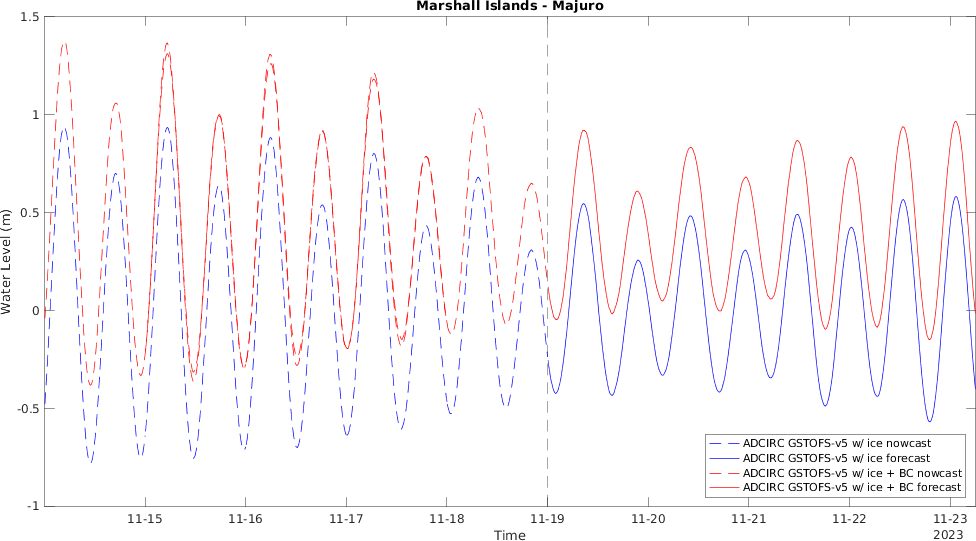 Marshall Islands - Majuro
1.5
1
0.5
0
-0.5
-1
Water Level (m)
11-15
11-16
11-17
11-18
11-19
11-20
11-21
11-22
11-23
2023
Time
ADCIRC GSTOFS-v5 w/ ice nowcast
ADCIRC GSTOFS-v5 w/ ice forecast
ADCIRC GSTOFS-v5 w/ ice + BC nowcast
ADCIRC GSTOFS-v5 w/ ice + BC forecast